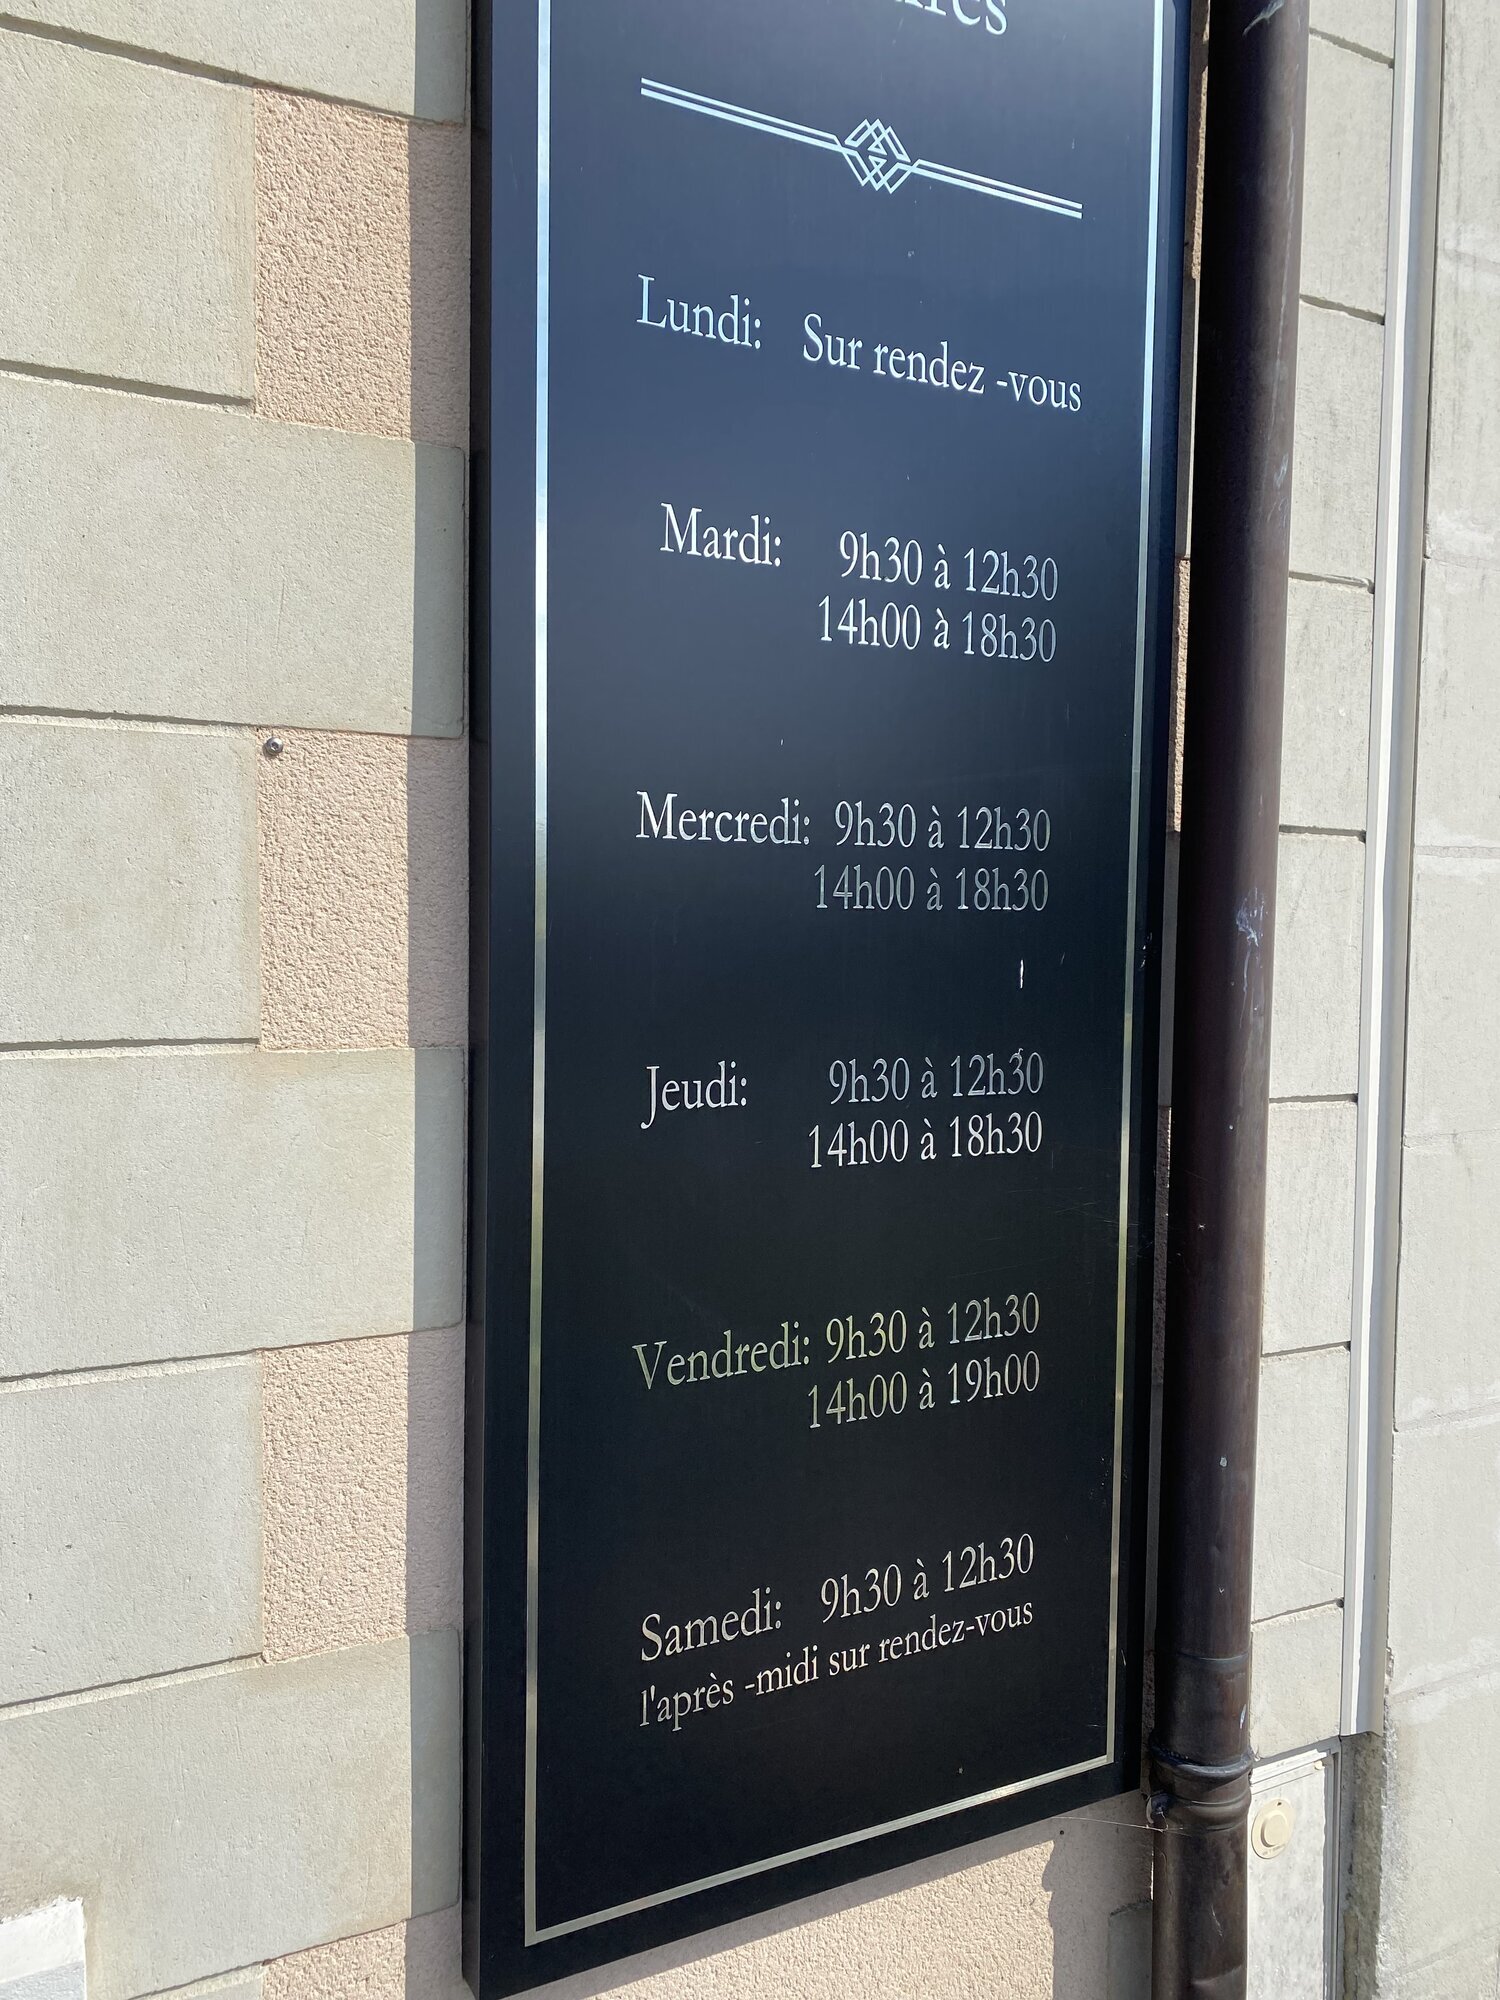 Lundi: Sur rendez -vous
Mardi: 9h30 à 12h30
14h00 à 18h30
Mercredi: 9h30 à 12h30
14h00 à 18h30
Jeudi: 9h30 à 12h30
14h00 à 18h30
Vendredi: 9h30 à 12h30
14h00 à 19h00
Samedi: 9h30 à 12h30
l'après -midi sur rendez-vous